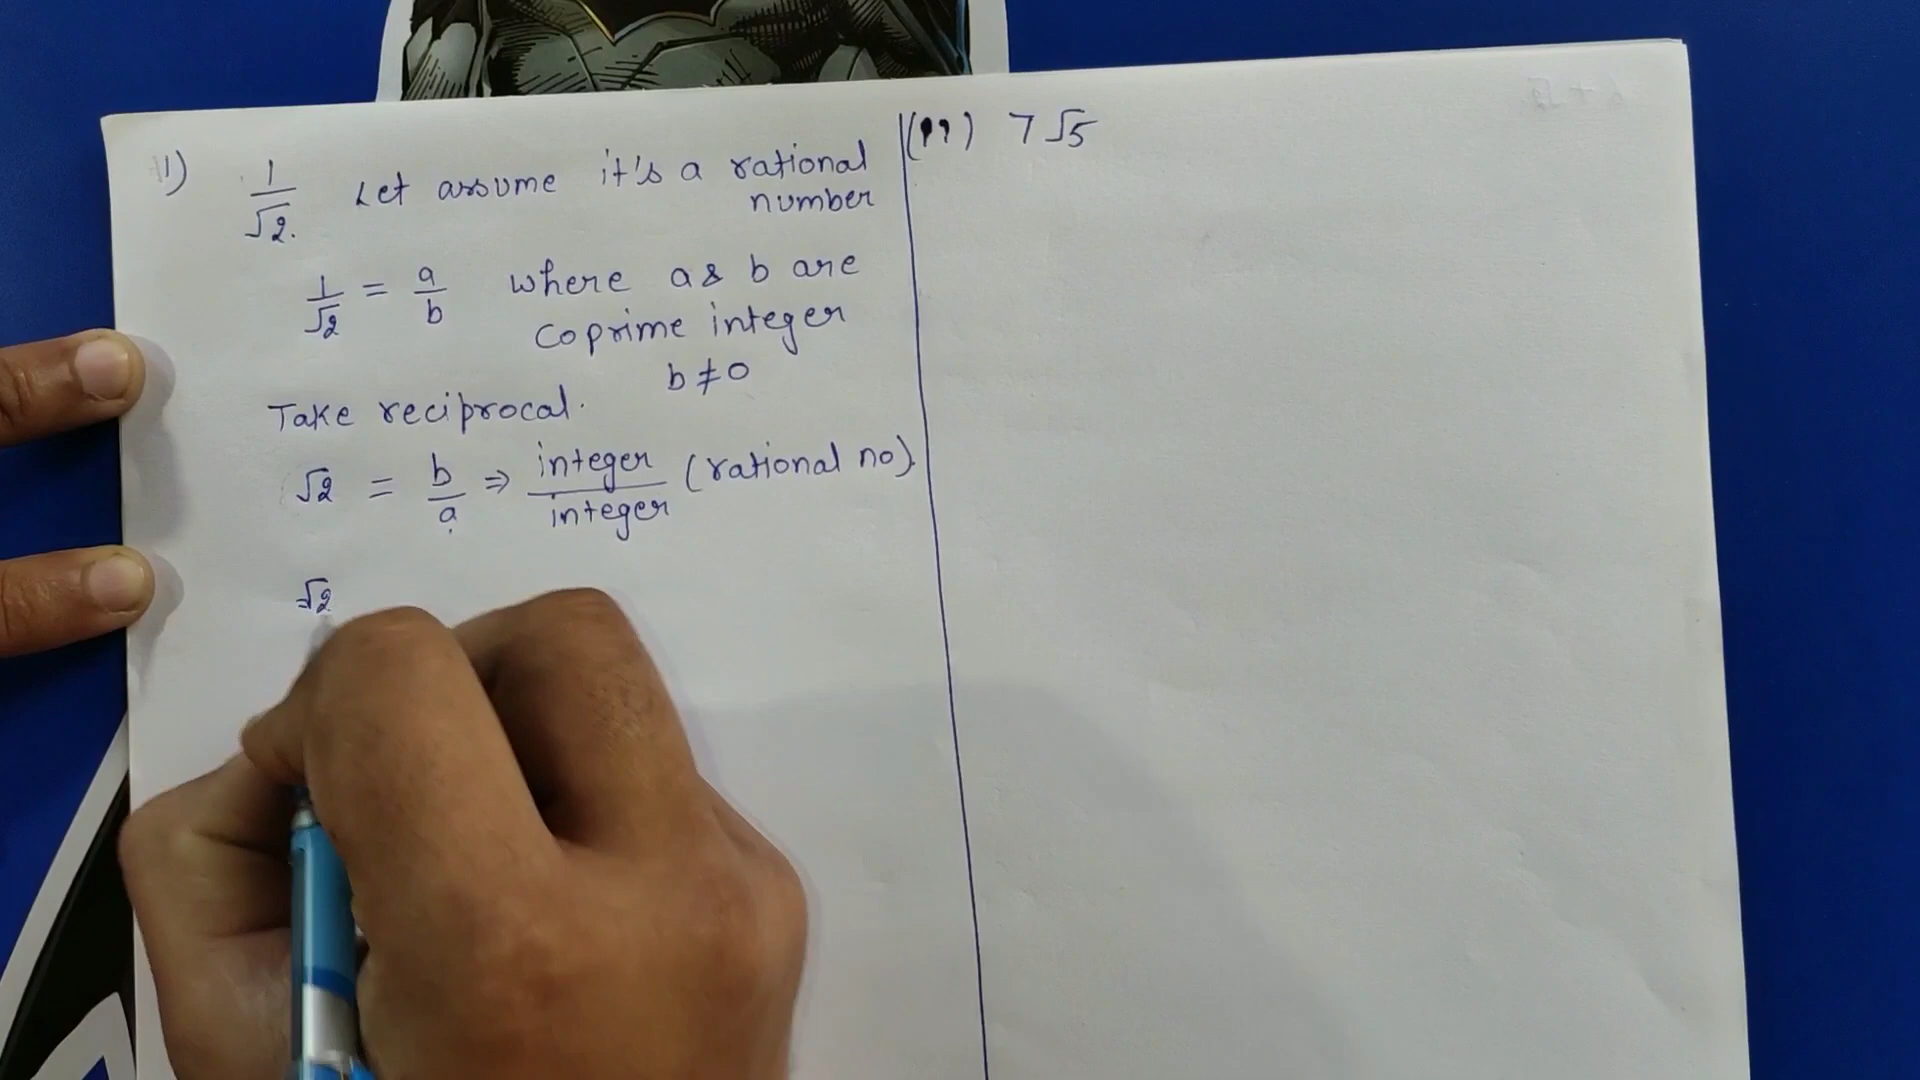 1)
1/√2. Let assume it's a rational
number
1/√2 = a/b where a & b are
coprime integer
b ≠ 0
Take reciprocal.
√2 = b/a ⇒ integer/integer (rational no).
√2
(ii) 7√5